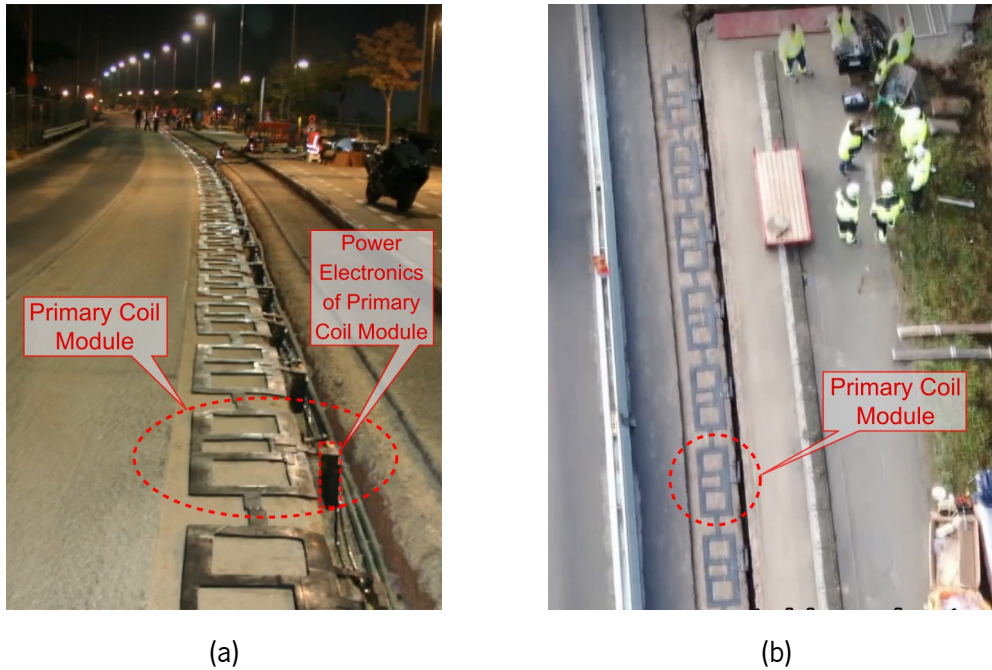 Power
Electronics
of Primary
Coil Module
Primary Coil
Module
Primary Coil
Module
(a)
(b)